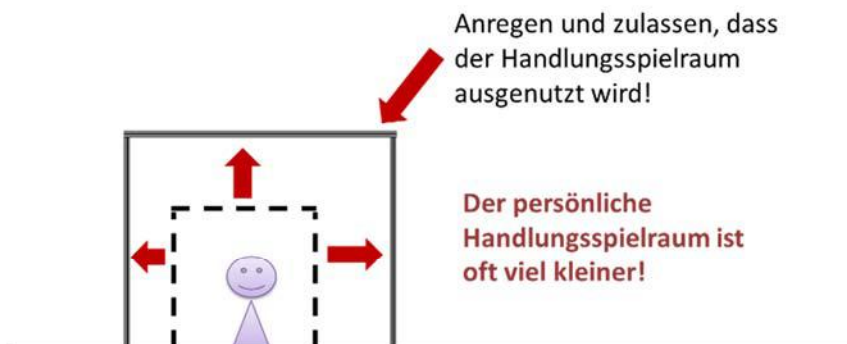 Anregen und zulassen, dass
der Handlungsspielraum
ausgenutzt wird!
Der persönliche
Handlungsspielraum ist
oft viel kleiner!